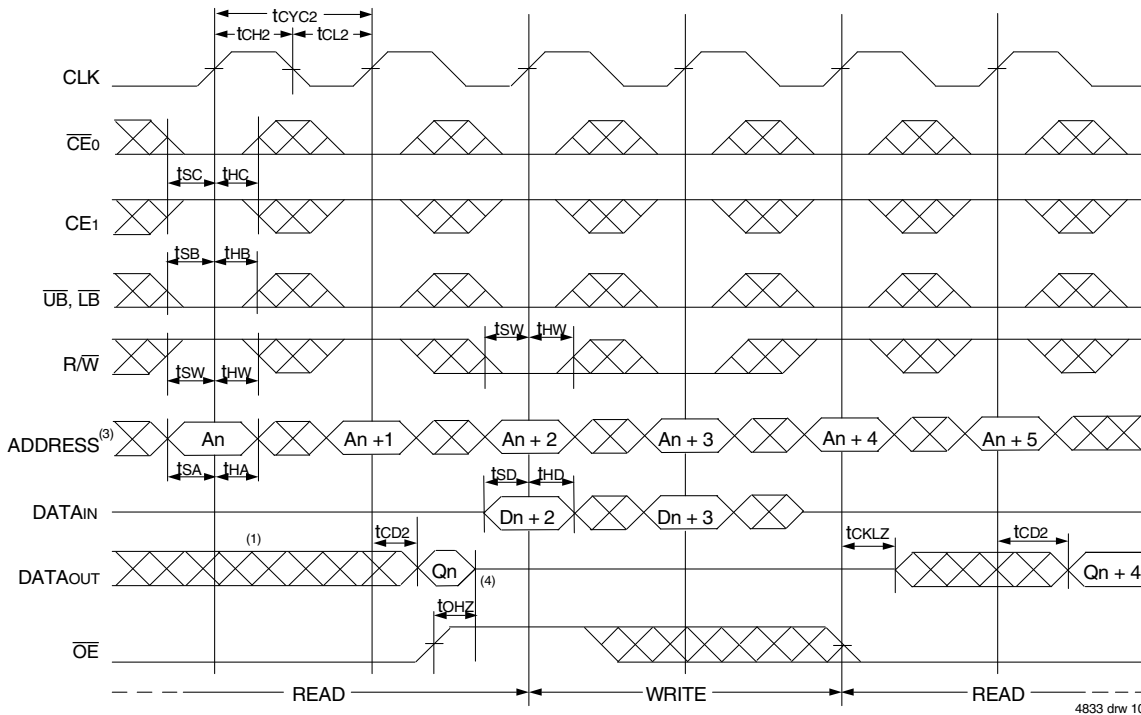 tCYC2
tCH2 tCL2
CLK
CE0
tSC tHC
CE1
tSB tHB
UB, LB
tSW tHW
R/W
tSW tHW
ADDRESS(3) An An +1 An + 2 An + 3 An + 4 An + 5
tSA tHA tSD tHD
DATAIN Dn + 2 Dn + 3
tCD2 tCKLZ tCD2
(1)
DATAOUT Qn (4) Qn + 4
tOHZ
OE
READ WRITE READ
4833 drw 10